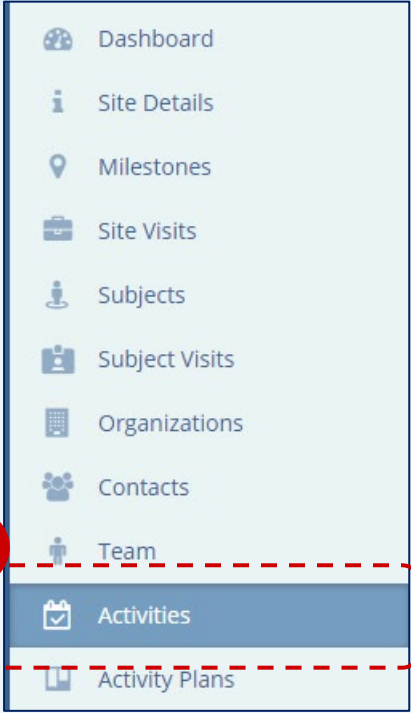 Dashboard
Site Details
Milestones
Site Visits
Subjects
Subject Visits
Organizations
Contacts
Team
Activities
Activity Plans